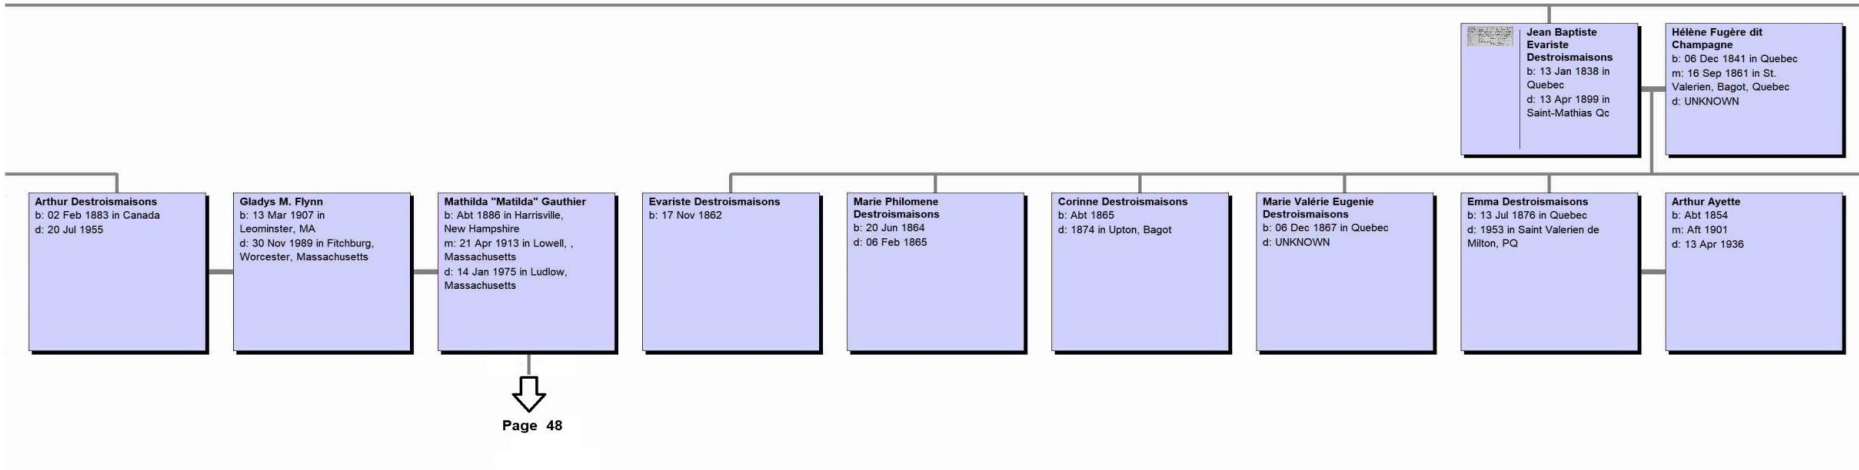 Jean Baptiste
Evariste
Destroismaisons
b: 13 Jan 1838 in
Quebec
d: 13 Apr 1899 in
Saint-Mathias Qc
Hélène Fugère dit
Champagne
b: 06 Dec 1841 in Quebec
m: 16 Sep 1861 in St.
Valerien, Bagot, Quebec
d: UNKNOWN
Arthur Destroismaisons
b: 02 Feb 1883 in Canada
d: 20 Jul 1955
Gladys M. Flynn
b: 13 Mar 1907 in
Leominster, MA
d: 30 Nov 1989 in Fitchburg,
Worcester, Massachusetts
Mathilda "Matilda" Gauthier
b: Abt 1886 in Harrisville,
New Hampshire
m: 21 Apr 1913 in Lowell, ,
Massachusetts
d: 14 Jan 1975 in Ludlow,
Massachusetts
Evariste Destroismaisons
b: 17 Nov 1862
Marie Philomene
Destroismaisons
b: 20 Jun 1864
d: 06 Feb 1865
Corinne Destroismaisons
b: Abt 1865
d: 1874 in Upton, Bagot
Marie Valérie Eugenie
Destroismaisons
b: 06 Dec 1867 in Quebec
d: UNKNOWN
Emma Destroismaisons
b: 13 Jul 1876 in Quebec
d: 1953 in Saint Valerien de
Milton, PQ
Arthur Ayette
b: Abt 1854
m: Aft 1901
d: 13 Apr 1936
Page 48